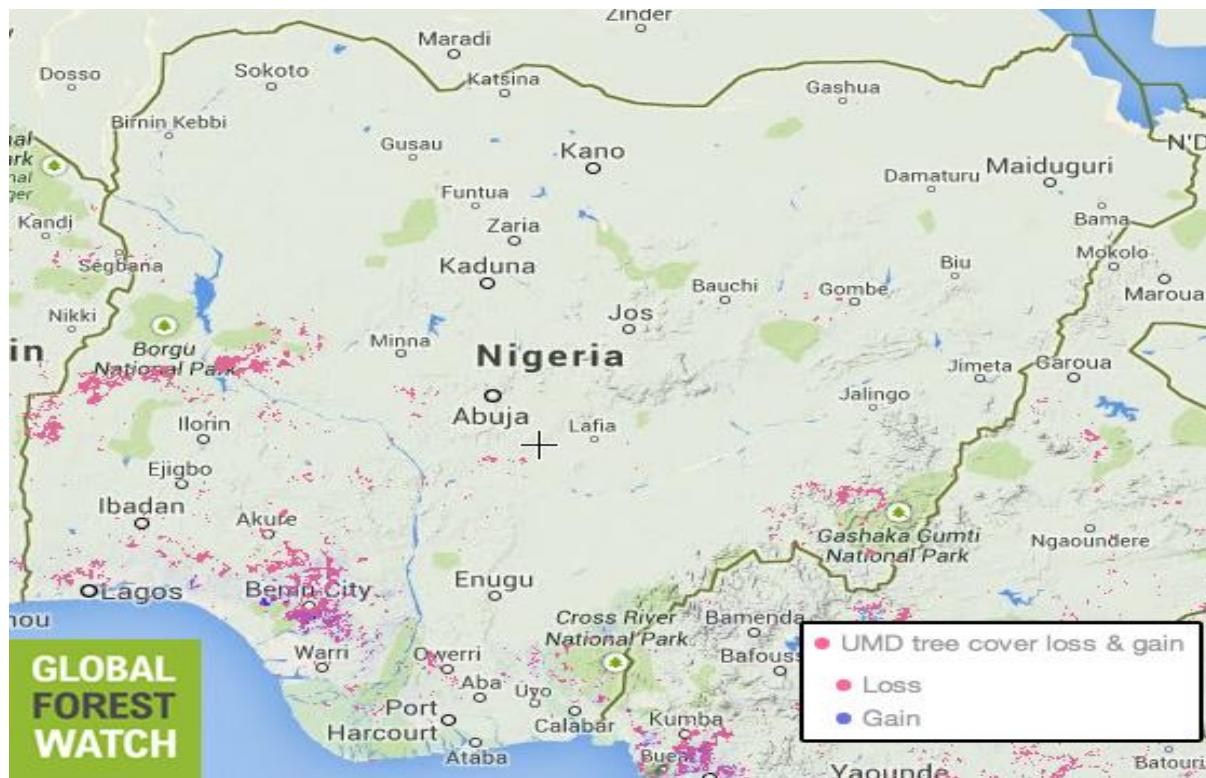 Zinder
Maradi
Dosso
Sokoto
Katsina
Gashua
Birnin Kebbi
Gusau
Kano
N'D
Maiduguri
Damaturu
Funtua
Kandi
Zaria
Bama
Mokolo
Ségbana
Kaduna
Biu
Bauchi
Gombe
Maroua
Nikki
Jos
Minna
in
Borgu
National Park
Nigeria
Jimeta
Garoua
Abuja
Jalingo
Ilorin
Lafia
Ejigbo
Ibadan
Akure
Gashaka Gumti
National Park
Ngaoundere
Lagos
Benin City
Enugu
nou
Cross River
National Park
Bamenda
Warri
Owerri
Bafouss
Aba
Uyo
Port
Harcourt
Calabar
Kumba
Ataba
Buea
Yaounde
Batouri
GLOBAL
FOREST
WATCH
UMD tree cover loss & gain
Loss
Gain